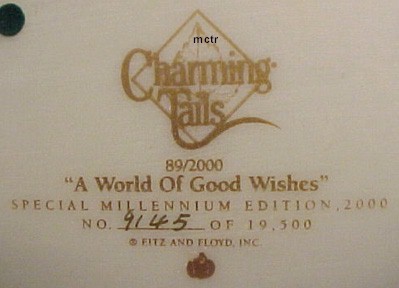 mctr
Charming
Tails
89/2000
"A World Of Good Wishes"
SPECIAL MILLENNIUM EDITION, 2000
NO. 9145 OF 19,500
© FITZ AND FLOYD, INC.